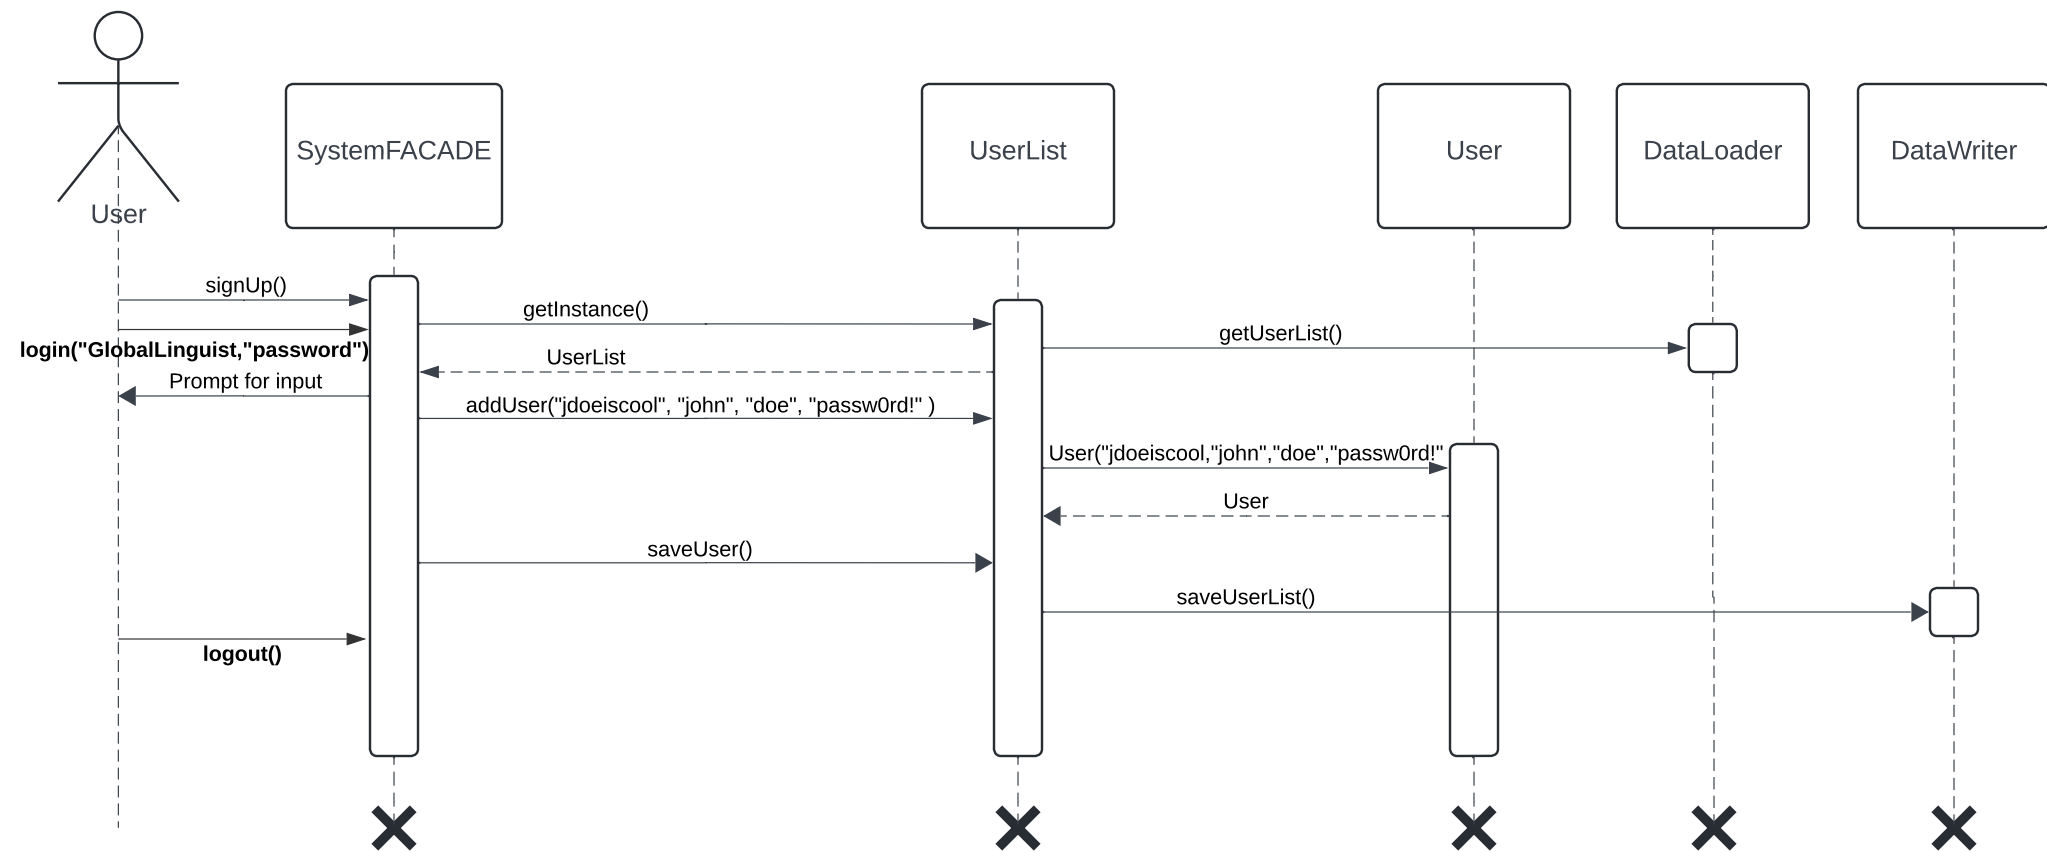 SystemFACADE
UserList
User
DataLoader
DataWriter
User
signUp()
getInstance()
getUserList()
login("GlobalLinguist,"password")
UserList
Prompt for input
addUser("jdoeiscool", "john", "doe", "passw0rd!" )
User("jdoeiscool,"john","doe","passw0rd!"
User
saveUser()
saveUserList()
logout()